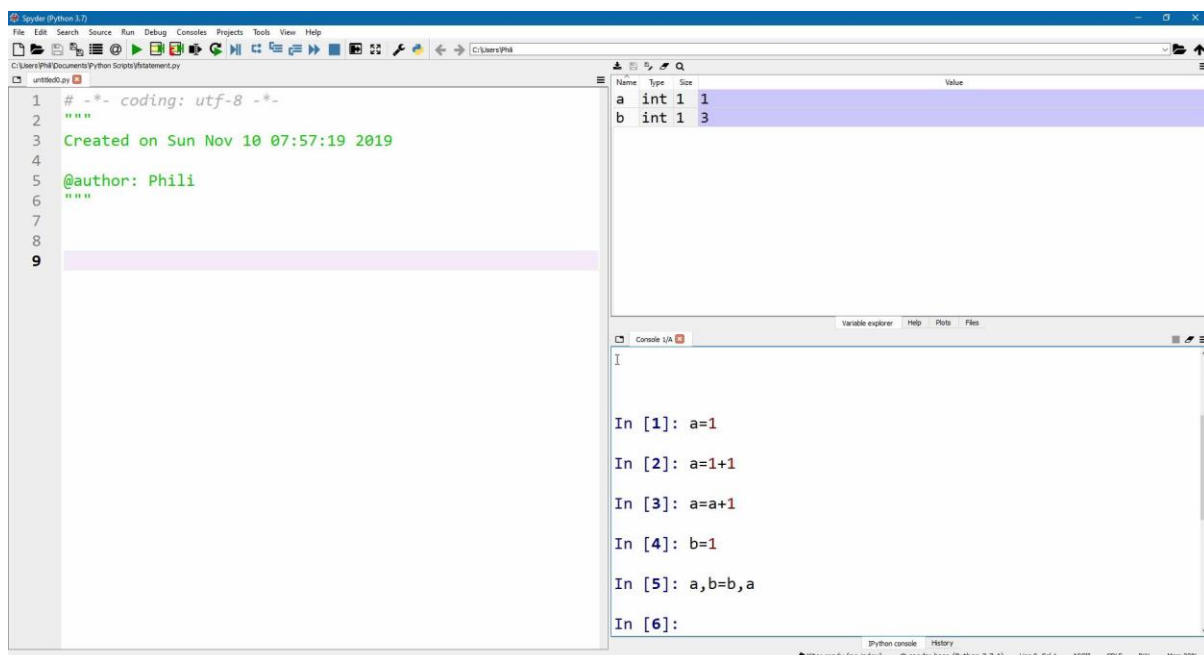 Spyder (Python 3.7)
File Edit Search Source Run Debug Consoles Projects Tools View Help
C:\Users\Phili
C:\Users\Phili\Documents\Python Scripts\ifstatement.py
untitled0.py
1 # -*- coding: utf-8 -*-
2 """
3 Created on Sun Nov 10 07:57:19 2019
4
5 @author: Phili
6 """
7
8
9
Name Type Size Value
a int 1 1
b int 1 3
Variable explorer Help Plots Files
Console 1/A
In [1]: a=1
In [2]: a=1+1
In [3]: a=a+1
In [4]: b=1
In [5]: a,b=b,a
In [6]:
IPython console History